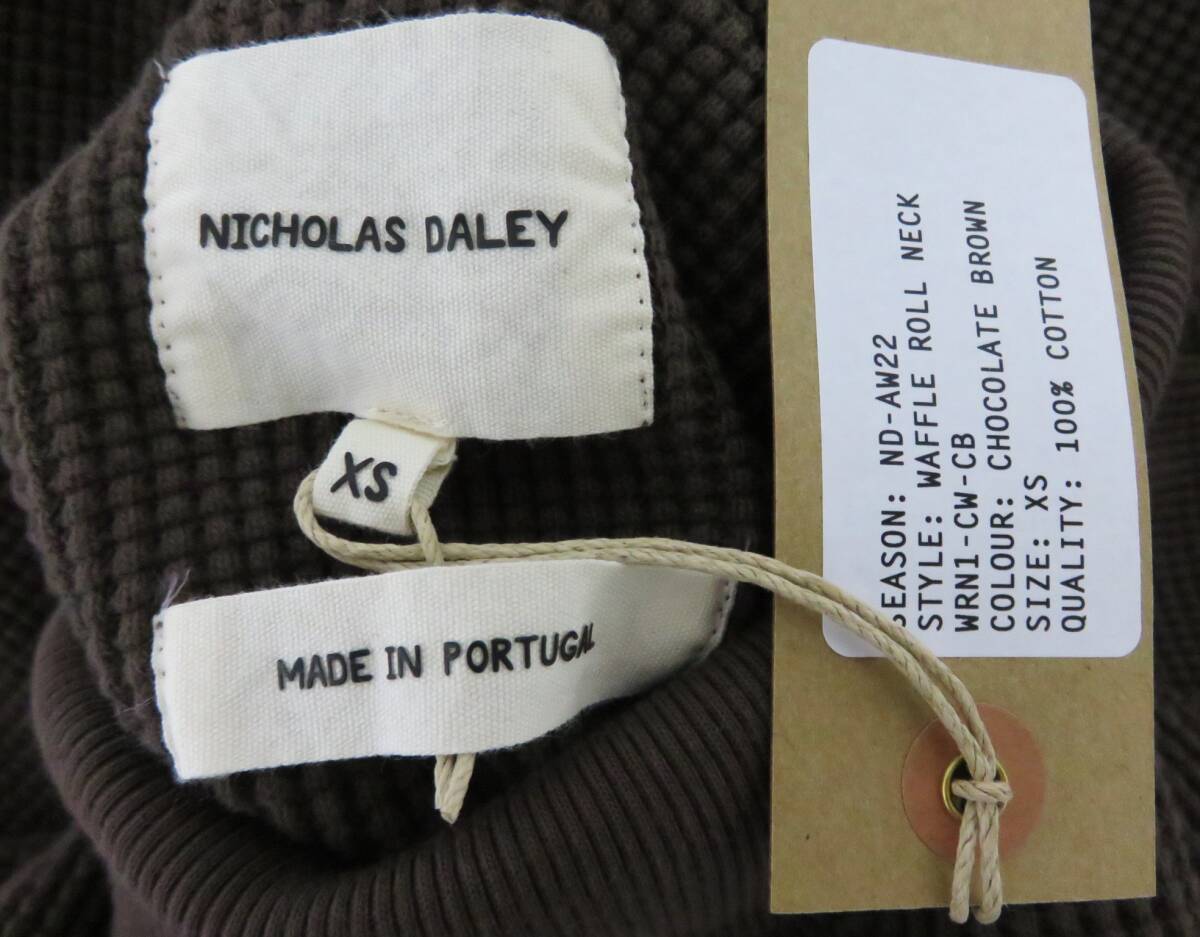 NICHOLAS DALEY
XS
MADE IN PORTUGAL
SEASON: ND-AW22
STYLE: WAFFLE ROLL NECK
WRN1-CW-CB
COLOUR: CHOCOLATE BROWN
SIZE: XS
QUALITY: 100% COTTON